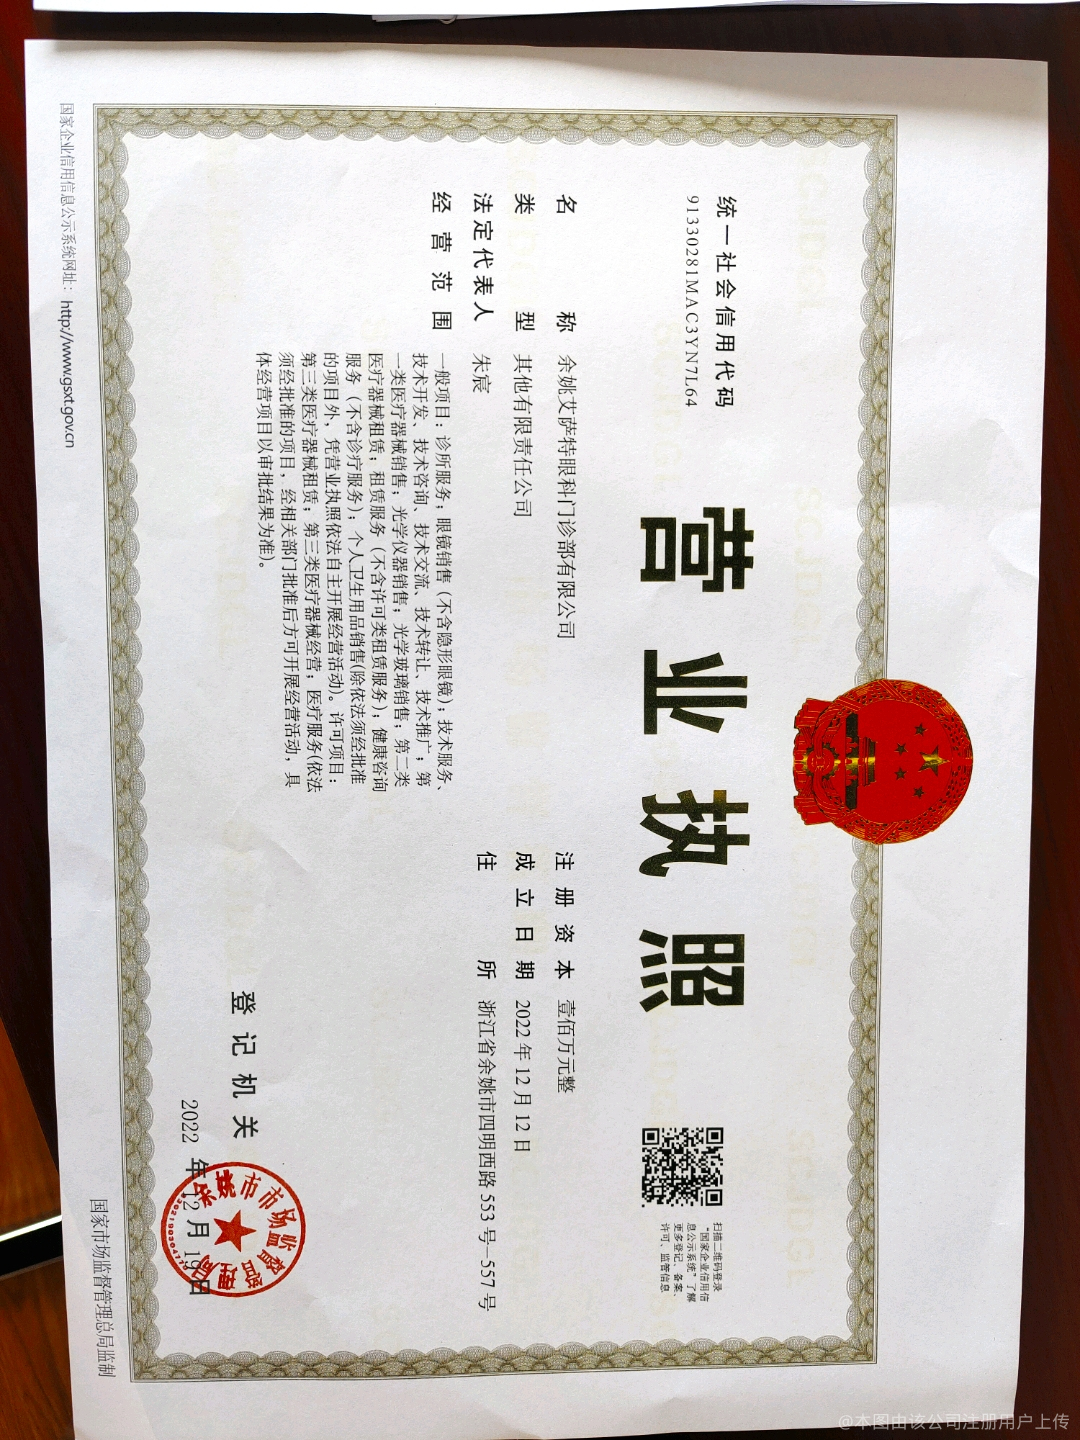 营业执照
统一社会信用代码
91330281MAC3YN7L64
扫描二维码登录
“国家企业信用信
息公示系统”了解
更多登记、备案、
许可、监管信息
名称 余姚艾萨特眼科门诊部有限公司
类型 其他有限责任公司
法定代表人 朱宸
经营范围 一般项目：诊所服务；眼镜销售（不含隐形眼镜）；技术服务、
技术开发、技术咨询、技术交流、技术转让、技术推广；第
一类医疗器械销售；光学仪器销售；光学玻璃销售；第二类
医疗器械租赁；租赁服务（不含许可类租赁服务）；健康咨询
服务（不含诊疗服务）；个人卫生用品销售(除依法须经批准
的项目外，凭营业执照依法自主开展经营活动)。许可项目：
第三类医疗器械租赁；第三类医疗器械经营；医疗服务(依法
须经批准的项目，经相关部门批准后方可开展经营活动，具
体经营项目以审批结果为准)。
注册资本 壹佰万元整
成立日期 2022年12月12日
住所 浙江省余姚市四明西路553号-557号
登记机关
2022年12月19日
余姚市市场监督管理局
国家企业信用信息公示系统网址：http://www.gsxt.gov.cn
国家市场监督管理总局监制
@本图由该公司注册用户上传